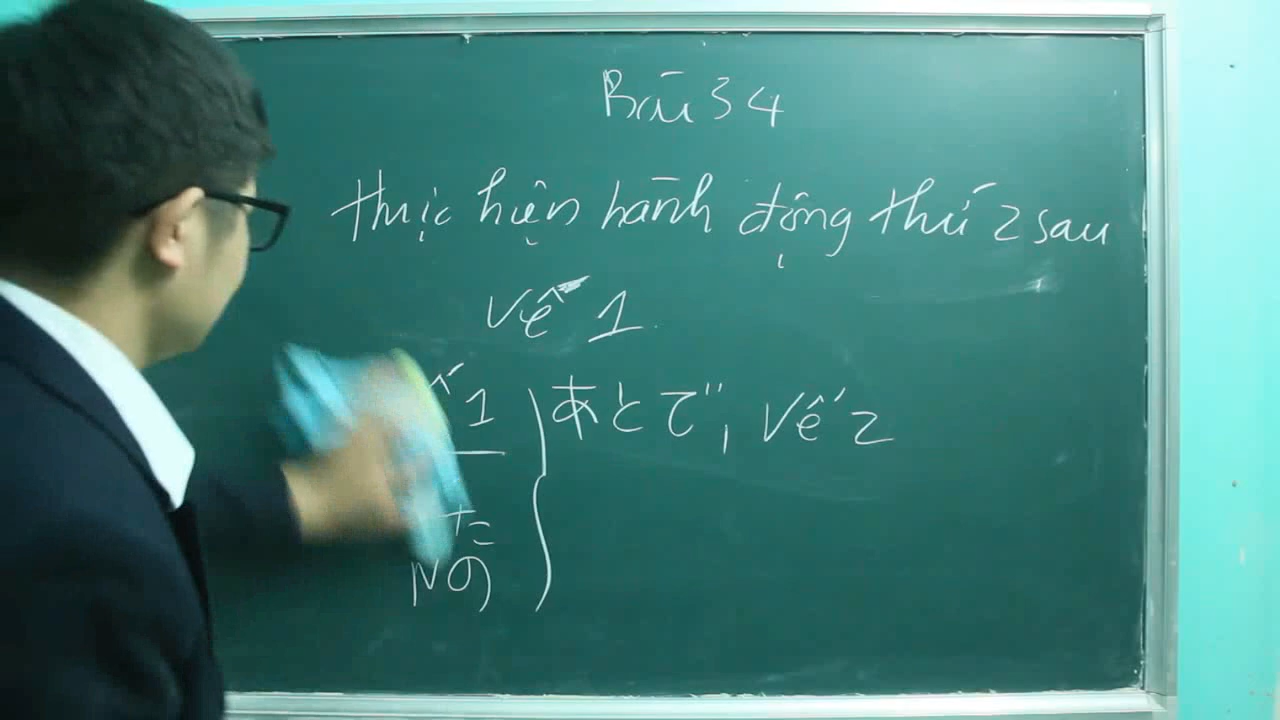 Bài 34
thực hiện hành động thứ 2 sau
vế 1
1 } あとで, vế 2
た
Nの